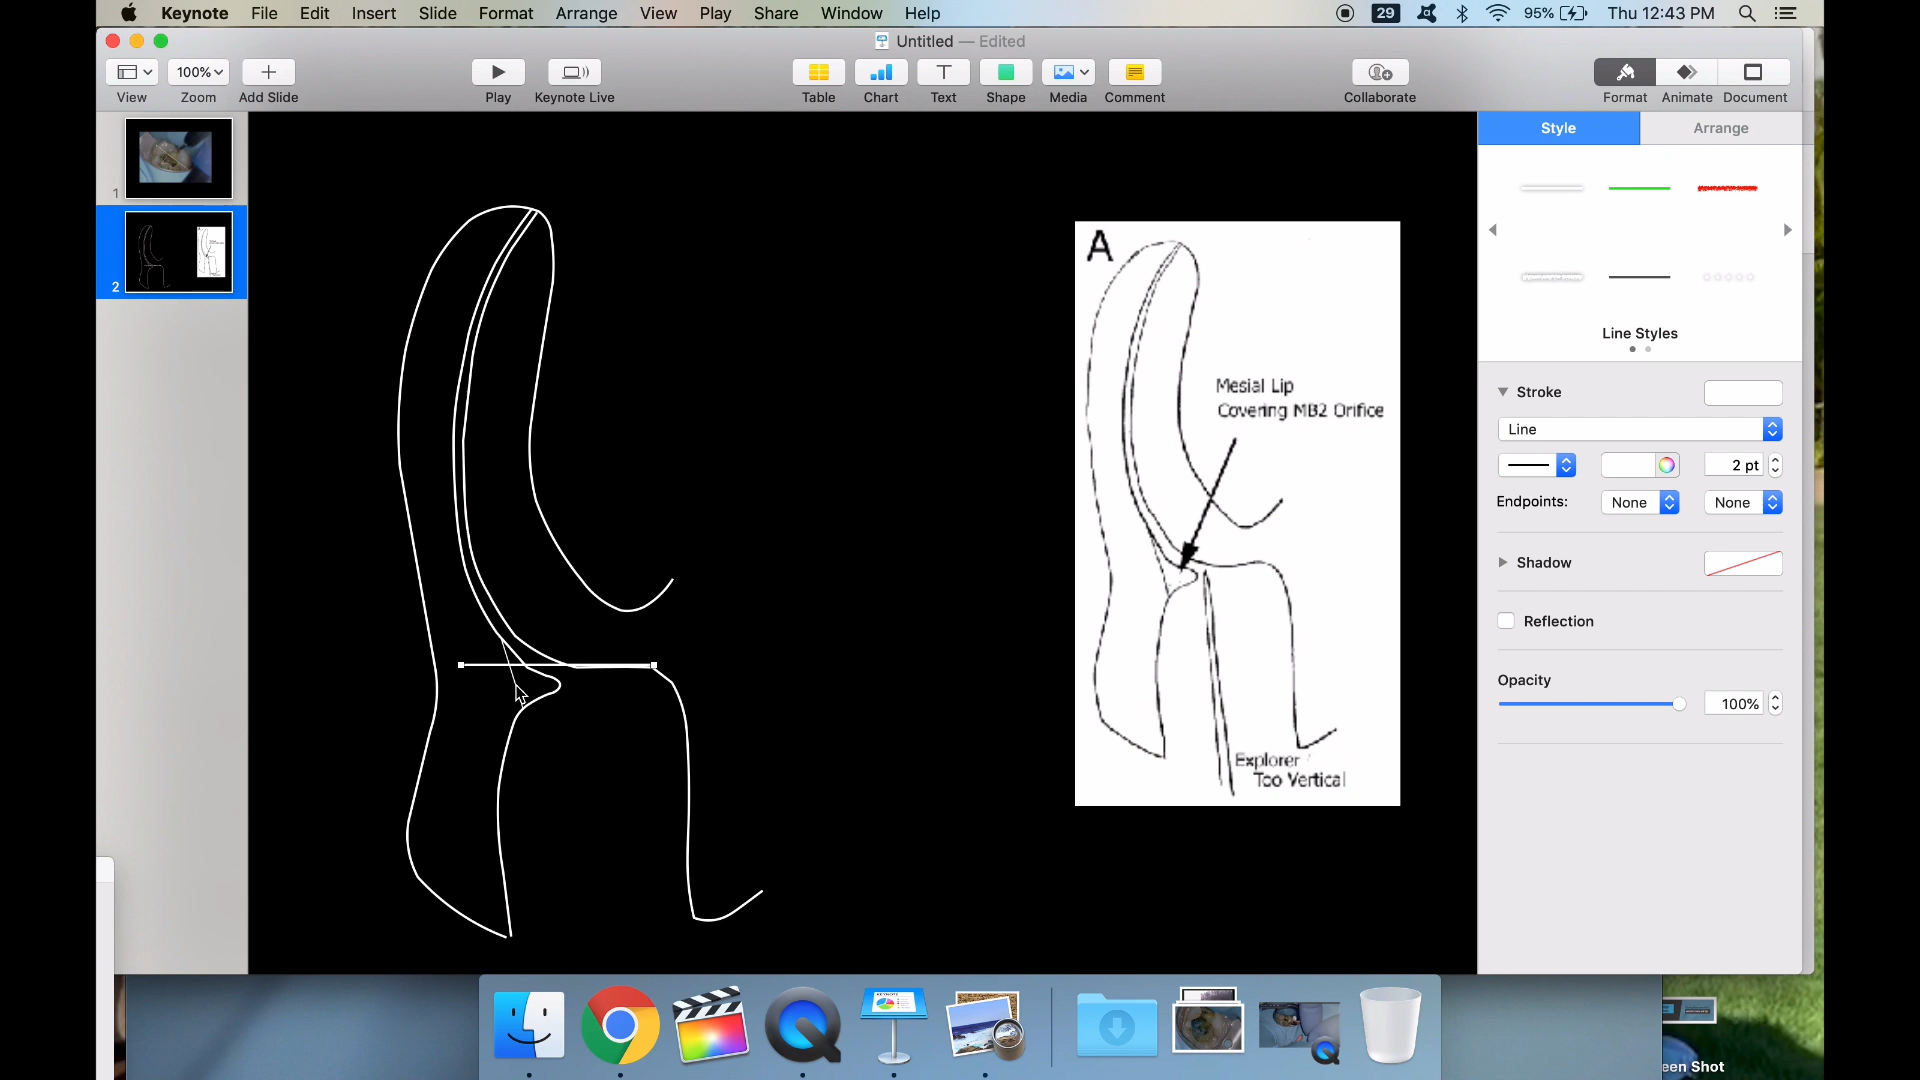 Keynote File Edit Insert Slide Format Arrange View Play Share Window Help 29 95% Thu 12:43 PM
Untitled — Edited
100%
View Zoom Add Slide Play Keynote Live Table Chart Text Shape Media Comment Collaborate Format Animate Document
Style Arrange
1
2
A
Mesial Lip
Covering MB2 Orifice
Explorer
Too Vertical
Line Styles
Stroke
Line
2 pt
Endpoints: None None
Shadow
Reflection
Opacity
100%
KEYNOTE
een Shot